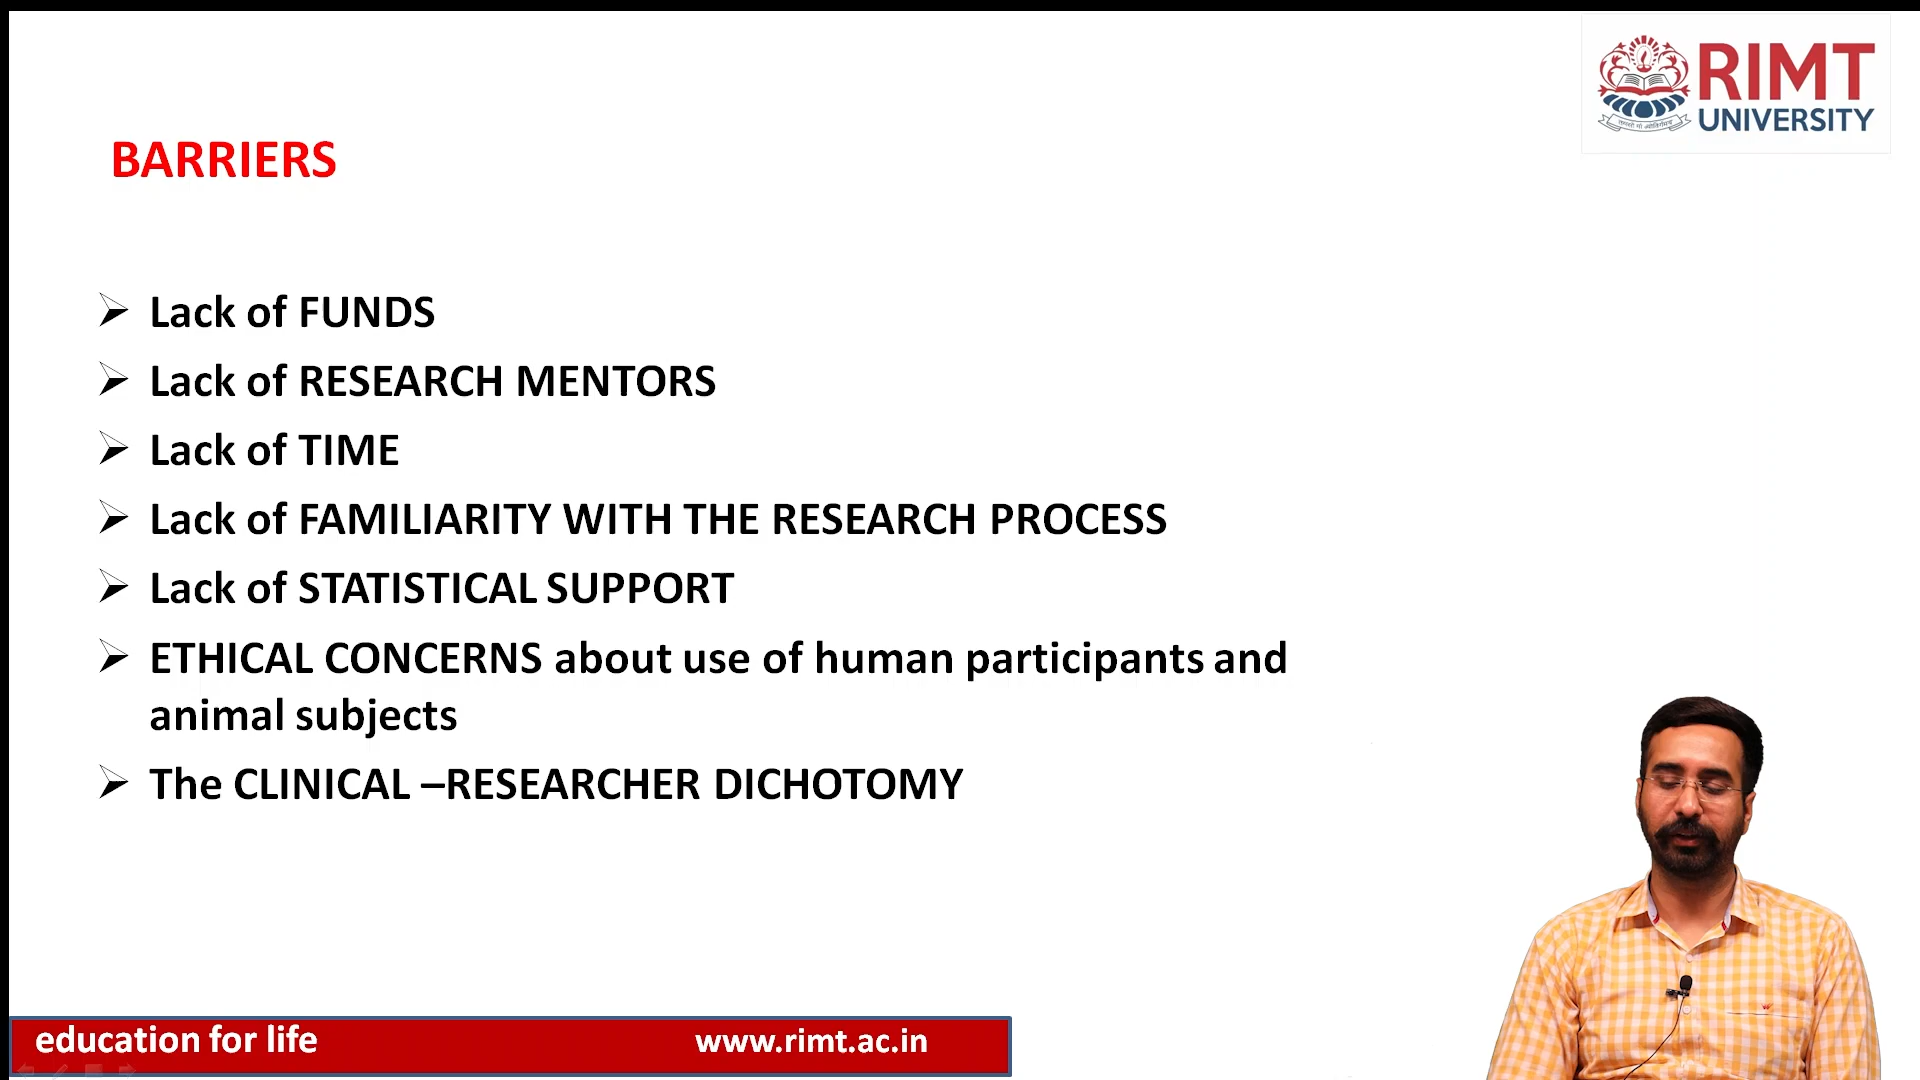 RIMT
UNIVERSITY
BARRIERS
Lack of FUNDS
Lack of RESEARCH MENTORS
Lack of TIME
Lack of FAMILIARITY WITH THE RESEARCH PROCESS
Lack of STATISTICAL SUPPORT
ETHICAL CONCERNS about use of human participants and
animal subjects
The CLINICAL –RESEARCHER DICHOTOMY
education for life
www.rimt.ac.in